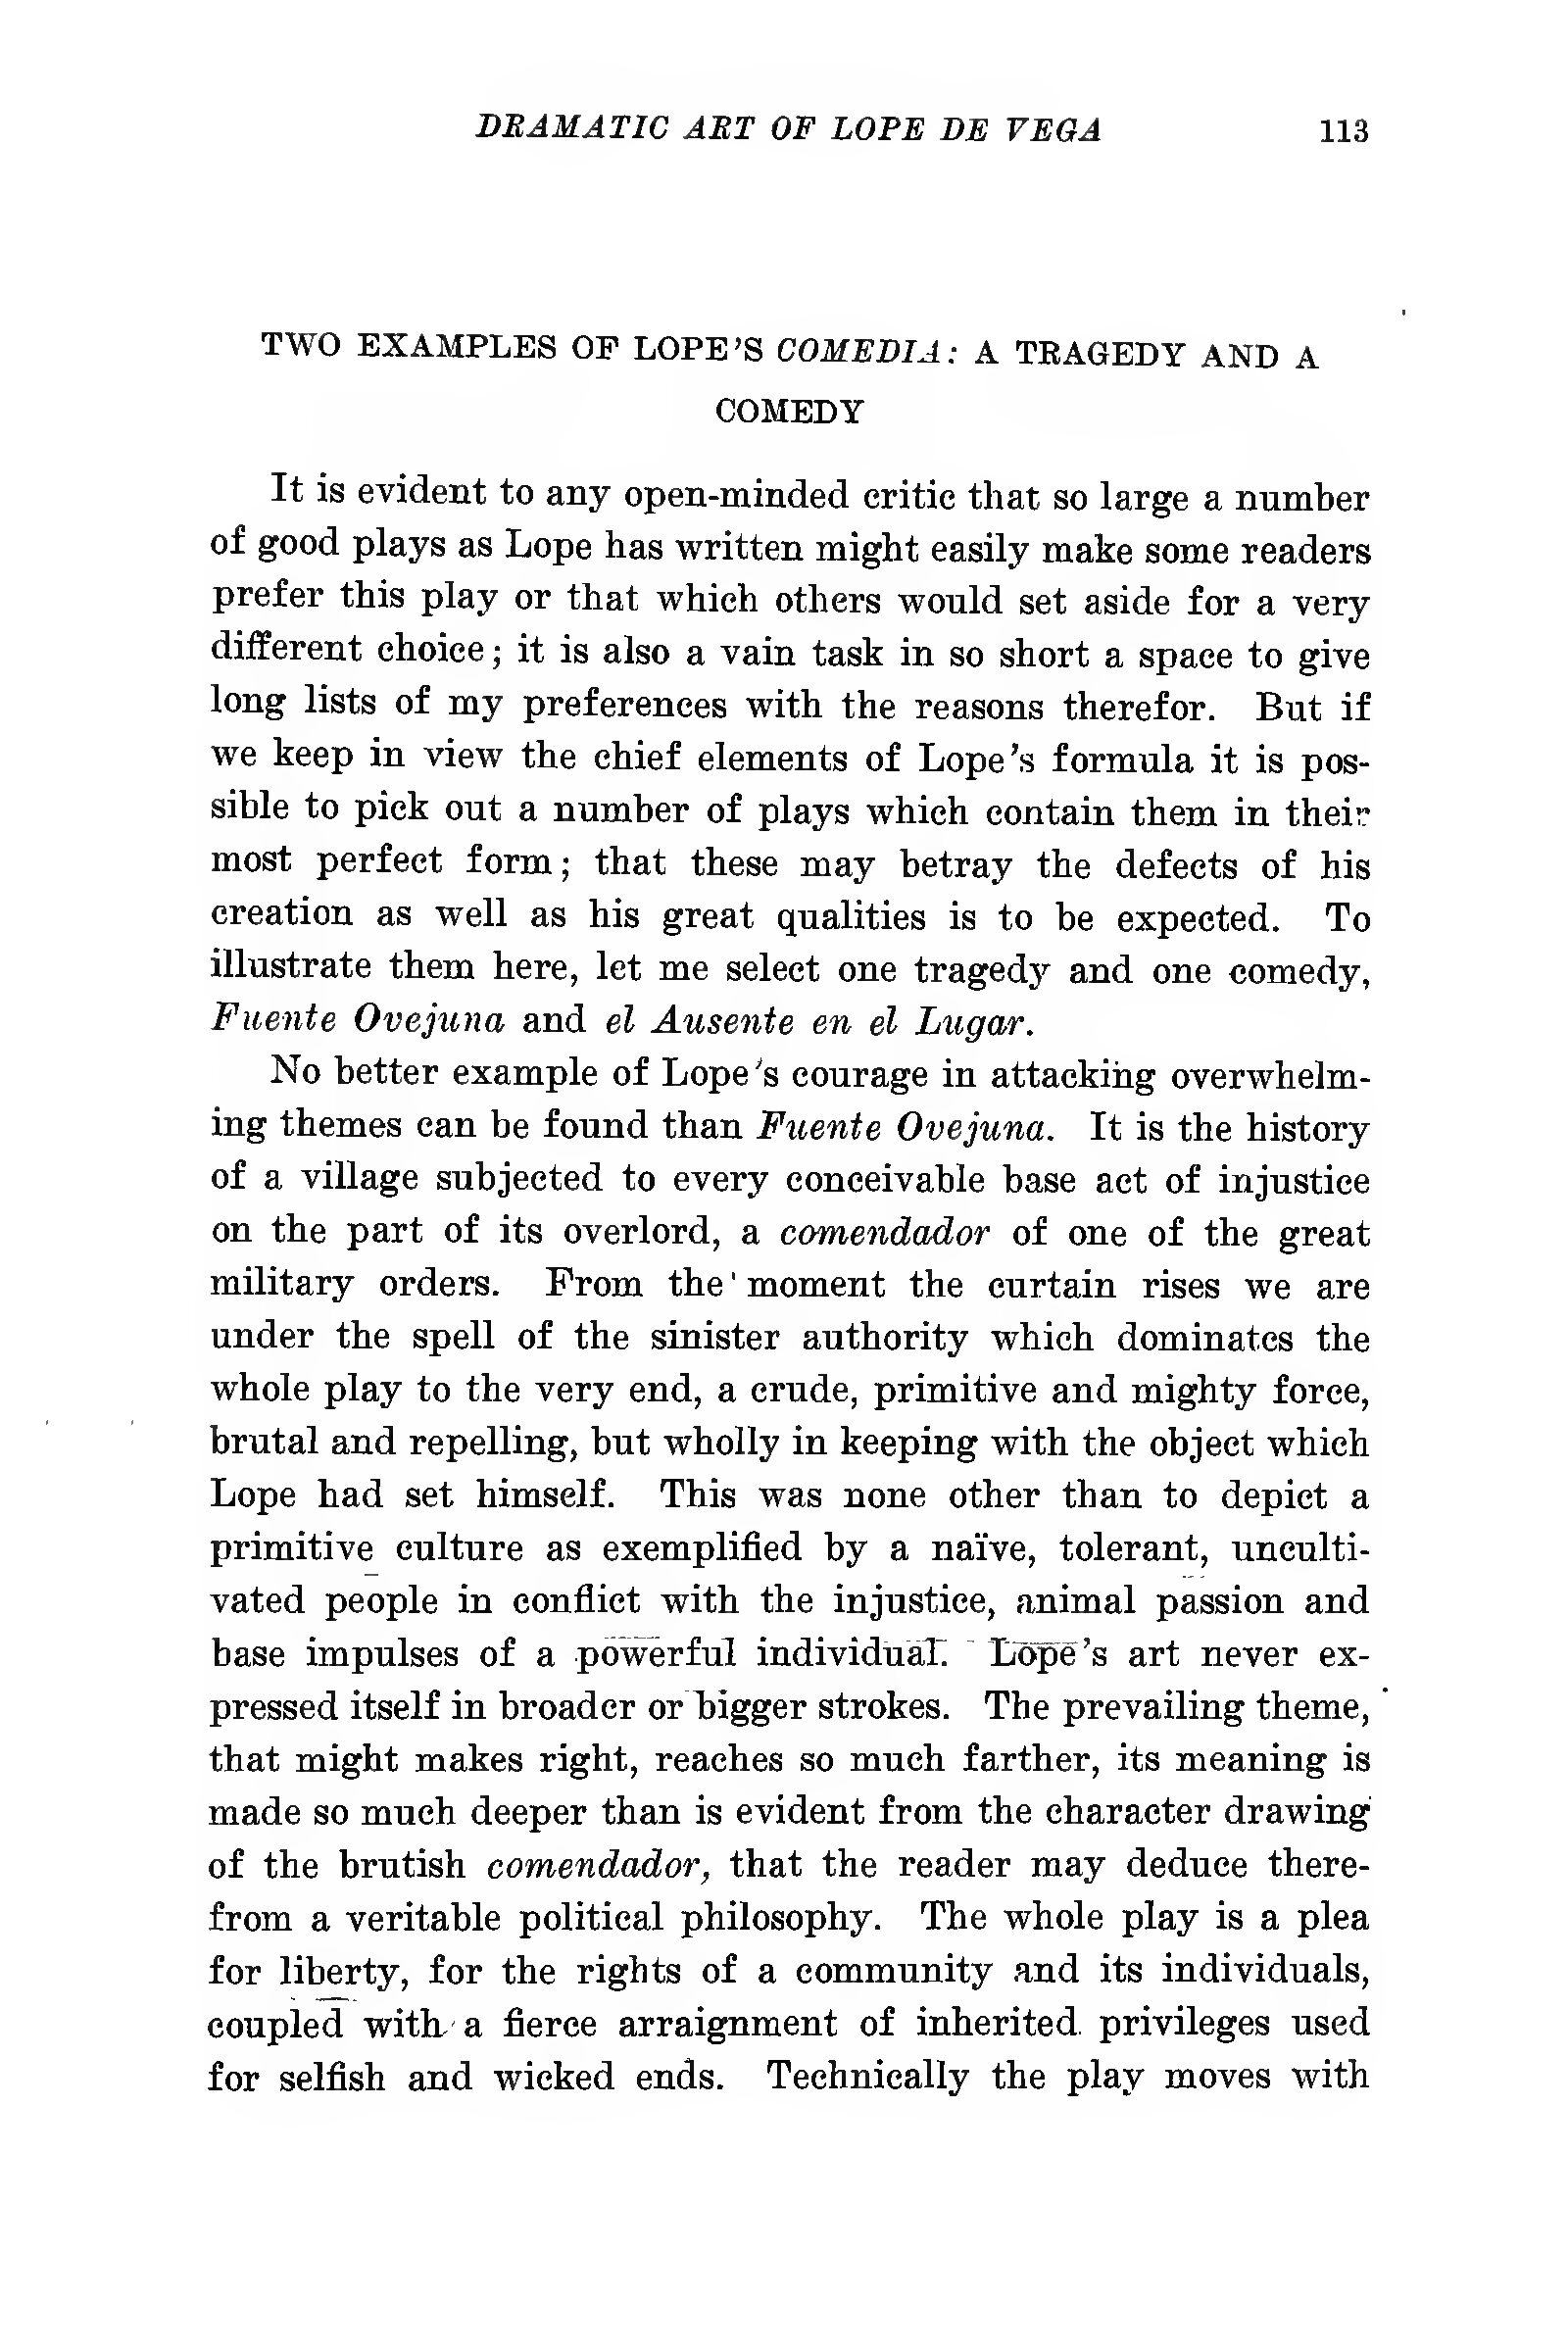 DRAMATIC ART OF LOPE DE VEGA 113
TWO EXAMPLES OF LOPE'S COMEDIA: A TRAGEDY AND A
COMEDY
It is evident to any open-minded critic that so large a number
of good plays as Lope has written might easily make some readers
prefer this play or that which others would set aside for a very
different choice; it is also a vain task in so short a space to give
long lists of my preferences with the reasons therefor. But if
we keep in view the chief elements of Lope's formula it is pos-
sible to pick out a number of plays which contain them in their
most perfect form; that these may betray the defects of his
creation as well as his great qualities is to be expected. To
illustrate them here, let me select one tragedy and one comedy,
Fuente Ovejuna and el Ausente en el Lugar.
No better example of Lope's courage in attacking overwhelm-
ing themes can be found than Fuente Ovejuna. It is the history
of a village subjected to every conceivable base act of injustice
on the part of its overlord, a comendador of one of the great
military orders. From the moment the curtain rises we are
under the spell of the sinister authority which dominates the
whole play to the very end, a crude, primitive and mighty force,
brutal and repelling, but wholly in keeping with the object which
Lope had set himself. This was none other than to depict a
primitive culture as exemplified by a naïve, tolerant, unculti-
vated people in conflict with the injustice, animal passion and
base impulses of a powerful individual. Lope's art never ex-
pressed itself in broader or bigger strokes. The prevailing theme,
that might makes right, reaches so much farther, its meaning is
made so much deeper than is evident from the character drawing
of the brutish comendador, that the reader may deduce there-
from a veritable political philosophy. The whole play is a plea
for liberty, for the rights of a community and its individuals,
coupled with a fierce arraignment of inherited privileges used
for selfish and wicked ends. Technically the play moves with